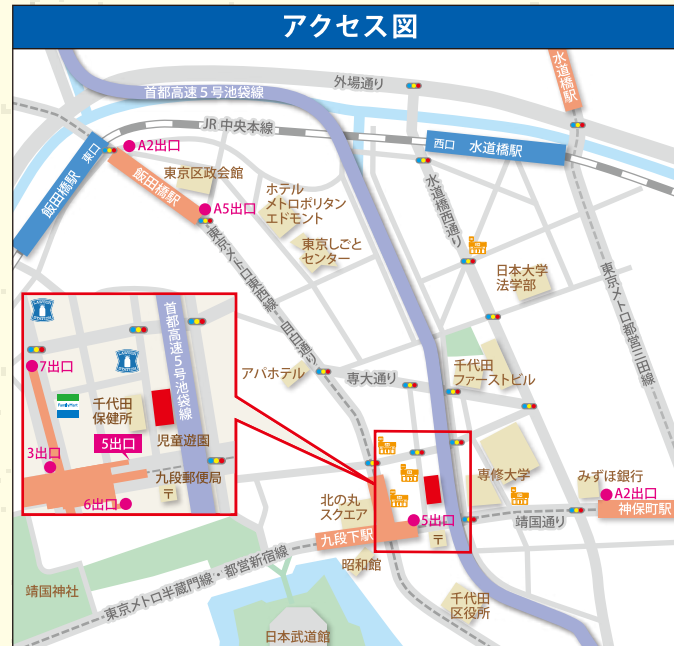 アクセス図
外場通り
水道橋駅
首都高速5号池袋線
JR 中央本線
西口 水道橋駅
A2出口
東口
飯田橋駅
飯田橋駅
東京区政会館
A5出口
ホテル
メトロポリタン
エドモント
東京しごと
センター
水道橋西通り
日本大学
法学部
東京メトロ東西線
目白通り
東京メトロ都営三田線
アパホテル
専大通り
千代田
ファーストビル
LAWSON
STATION
首都高速5号池袋線
7出口
LAWSON
STATION
FamilyMart
千代田
保健所
3出口
5出口
児童遊園
九段郵便局
〒
6出口
専修大学
みずほ銀行
A2出口
神保町駅
靖国通り
北の丸
スクエア
5出口
〒
九段下駅
昭和館
靖国神社
東京メトロ半蔵門線・都営新宿線
千代田
区役所
日本武道館